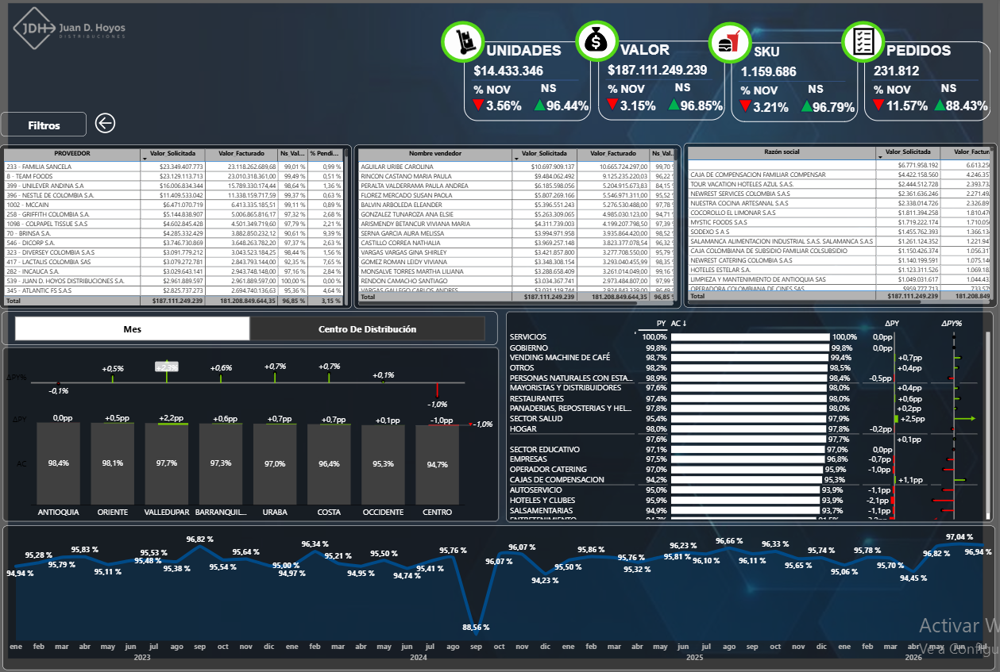 JDH Juan D. Hoyos
DISTRIBUCIONES
UNIDADES
$14.433.346
% NOV NS
3.56% 96.44%
VALOR
$187.111.249.239
% NOV NS
3.15% 96.85%
SKU
1.159.686
% NOV NS
3.21% 96.79%
PEDIDOS
231.812
% NOV NS
11.57% 88.43%
Filtros
PROVEEDOR Valor_Solicitada Valor_Facturado Ns_Val... % Pendi...
233 - FAMILIA SANCELA $23.349.407.773 23.118.262.689,68 99,01 % 0,99 %
8 - TEAM FOODS $23.129.113.713 23.010.318.361,00 99,49 % 0,51 %
399 - UNILEVER ANDINA S.A $16.006.834.344 15.789.330.174,44 98,64 % 1,36 %
396 - NESTLE DE COLOMBIA S.A. $11.409.533.042 11.338.159.717,59 99,37 % 0,63 %
1002 - MCCAIN $6.471.070.719 6.413.335.185,51 99,11 % 0,89 %
258 - GRIFFITH COLOMBIA S.A. $5.144.838.907 5.006.865.816,17 97,32 % 2,68 %
1098 - COLPAPEL TISSUE S.A.S $4.602.845.428 4.501.349.719,60 97,79 % 2,21 %
70 - BRINSA S.A. $4.285.332.429 3.882.850.232,12 90,61 % 9,39 %
546 - DICORP S.A. $3.746.730.869 3.648.263.782,20 97,37 % 2,63 %
323 - DIVERSEY COLOMBIA S.A.S $3.091.779.212 3.043.523.184,25 98,44 % 1,56 %
417 - LACTALIS COLOMBIA SAS $3.079.272.781 2.843.793.144,00 92,35 % 7,65 %
282 - INCAUCA S.A. $3.029.643.141 2.943.748.148,00 97,16 % 2,84 %
539 - JUAN D. HOYOS DISTRIBUCIONES S.A. $2.961.889.597 2.961.889.597,00 100,00 % 0,00 %
345 - ATLANTIC FS S.A.S $2.825.737.273 2.694.740.136,63 95,36 % 4,64 %
Total $187.111.249.239 181.208.849.644,35 96,85 % 3,15 %
Nombre vendedor Valor_Solicitada Valor_Facturado Ns_Val...
AGUILAR URIBE CAROLINA $10.697.909.137 10.665.724.297,00 99,70
RINCON CASTANO MARIA PAULA $9.484.062.492 9.125.235.220,03 96,22
PERALTA VALDERRAMA PAULA ANDREA $6.185.598.056 5.204.915.673,83 84,15
FLOREZ MERCADO SUSAN PAOLA $5.807.269.166 5.546.971.311,00 95,52
BALVIN ARBOLEDA ELEANDER $5.396.551.243 5.276.530.488,00 97,78
GONZALEZ TUNAROZA ANA ELSIE $5.263.309.065 4.985.030.123,00 94,71
ARISMENDY BETANCUR VIVIANA MARIA $4.311.739.003 4.199.207.798,50 97,39
SERNA GARCIA AURA MELISSA $3.994.971.958 3.935.864.420,00 98,52
CASTILLO CORREA NATHALIA $3.969.257.148 3.823.377.078,54 96,32
VARGAS VARGAS GINA SHIRLEY $3.421.857.909 3.277.708.550,00 95,79
GOMEZ ROMAN LEIDY VIVIANA $3.348.308.154 3.293.040.455,99 98,35
MONSALVE TORRES MARTHA LILIANA $3.288.658.409 3.261.014.049,00 99,16
RENDON CAMACHO SANTIAGO $3.034.367.741 2.973.484.807,00 97,99
Total $187.111.249.239 181.208.849.644,35 96,85
Razón social Valor_Solicitada Valor_Factur
$6.771.958.192 6.613.25
CAJA DE COMPENSACION FAMILIAR COMPENSAR $4.422.158.560 4.246.35
TOUR VACATION HOTELES AZUL S.A.S. $2.444.512.728 2.393.73
NEWREST SERVICES COLOMBIA S.A.S $2.361.636.246 2.271.49
NUESTRA COCINA ARTESANAL S.A.S $2.338.014.726 2.326.89
COCOROLLO EL LIMONAR S.A.S $1.811.394.258 1.810.47
MYSTIC FOODS S.A.S $1.719.222.174 1.710.05
SODEXO S A S $1.455.762.393 1.366.13
SALAMANCA ALIMENTACION INDUSTRIAL S.A.S. SALAMANCA S.A.S $1.261.124.352 1.221.94
CAJA COLOMBIANA DE SUBSIDIO FAMILIAR COLSUBSIDIO $1.150.426.374 1.056.31
NEWREST CATERING COLOMBIA S.A.S $1.140.199.591 1.075.14
HOTELES ESTELAR S.A. $1.123.311.526 1.069.18
LIMPIEZA Y MANTENIMIENTO DE ANTIOQUIA SAS $1.049.031.617 1.044.43
OPERADORA COLOMBIANA DE CINES SAS $959.777.713 733.57
Total $187.111.249.239 181.208.849
Mes
Centro De Distribución
ΔPY%
-0,1% +0,5% +2,3% +0,6% +0,7% +0,7% +0,1% -1,0%
ΔPY
0,0pp +0,5pp +2,2pp +0,6pp +0,7pp +0,7pp +0,1pp -1,0pp -1,0%
AC
98,4% 98,1% 97,7% 97,3% 97,0% 96,4% 95,3% 94,7%
ANTIOQUIA ORIENTE VALLEDUPAR BARRANQUIL... URABA COSTA OCCIDENTE CENTRO
PY AC ↓ ΔPY ΔPY%
SERVICIOS 100,0% 100,0% 0,0pp
GOBIERNO 99,8% 99,8% 0,0pp
VENDING MACHINE DE CAFÉ 98,7% 99,4% +0,7pp
OTROS 98,2% 98,5% +0,4pp
PERSONAS NATURALES CON ESTA... 98,9% 98,4% -0,5pp
MAYORISTAS Y DISTRIBUIDORES 97,6% 98,0% +0,4pp
RESTAURANTES 97,4% 98,0% +0,6pp
PANADERIAS, REPOSTERIAS Y HEL... 97,8% 98,0% +0,2pp
SECTOR SALUD 95,4% 97,9% +2,5pp
HOGAR 98,0% 97,8% -0,2pp
97,6% 97,7% +0,1pp
SECTOR EDUCATIVO 97,1% 97,0% 0,0pp
EMPRESAS 97,5% 96,8% -0,7pp
OPERADOR CATERING 97,0% 95,9% -1,0pp
CAJAS DE COMPENSACION 94,2% 95,3% +1,1pp
AUTOSERVICIO 95,0% 93,9% -1,1pp
HOTELES Y CLUBES 95,9% 93,9% -2,1pp
SALSAMENTARIAS 94,9% 93,7% -1,1pp
94,94 % 95,28 % 95,79 % 95,83 % 95,11 % 95,48 % 95,53 % 95,38 % 96,82 % 95,54 % 95,64 % 95,00 % 94,97 % 96,34 % 95,21 % 94,95 % 95,50 % 94,74 % 95,41 % 95,76 % 88,56 % 96,07 % 96,07 % 94,23 % 95,50 % 95,86 % 95,76 % 95,32 % 95,81 % 96,23 % 96,10 % 96,66 % 96,11 % 96,33 % 95,65 % 95,74 % 95,06 % 95,78 % 95,70 % 94,45 % 96,82 % 97,04 % 96,94 %
ene feb mar abr may jun jul ago sep oct nov dic ene feb mar abr may jun jul ago sep oct nov dic ene feb mar abr may jun jul ago sep oct nov dic ene feb mar abr may jun jul
2023 2024 2025 2026
Activar W
Ve a Configu